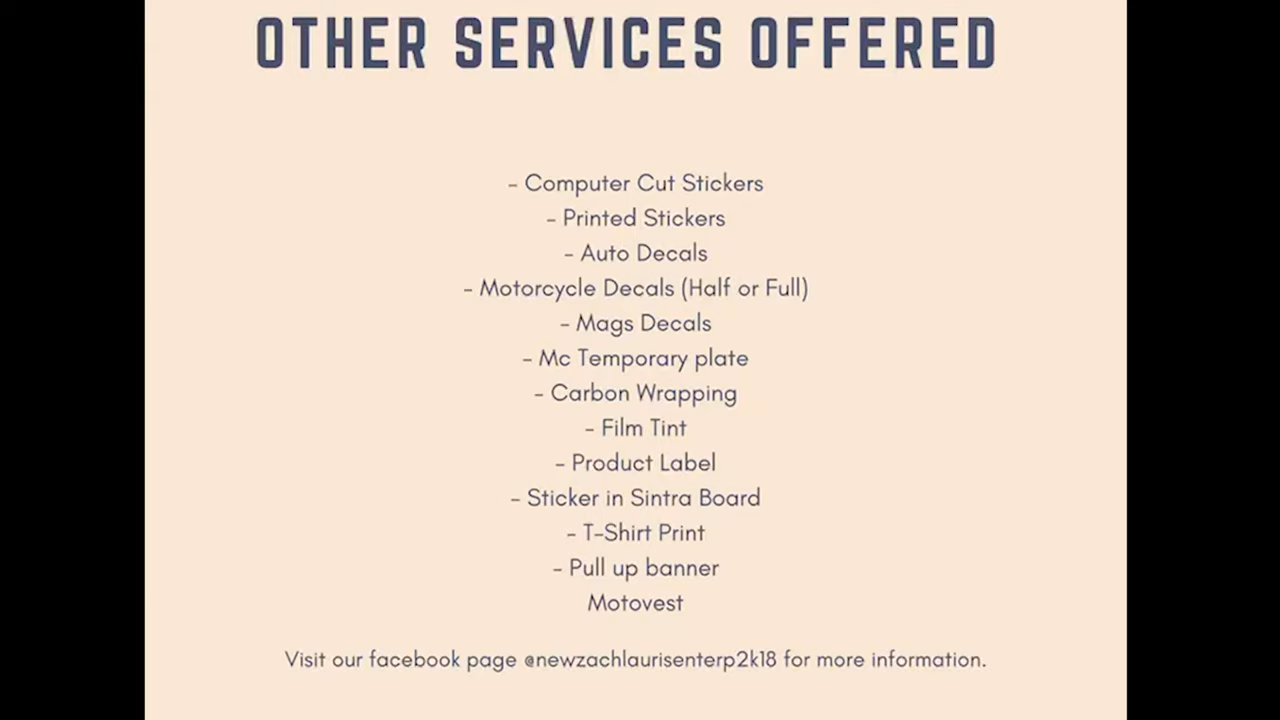 OTHER SERVICES OFFERED
- Computer Cut Stickers
- Printed Stickers
- Auto Decals
- Motorcycle Decals (Half or Full)
- Mags Decals
- Mc Temporary plate
- Carbon Wrapping
- Film Tint
- Product Label
- Sticker in Sintra Board
- T-Shirt Print
- Pull up banner
Motovest
Visit our facebook page @newzachlaurisenterp2k18 for more information.